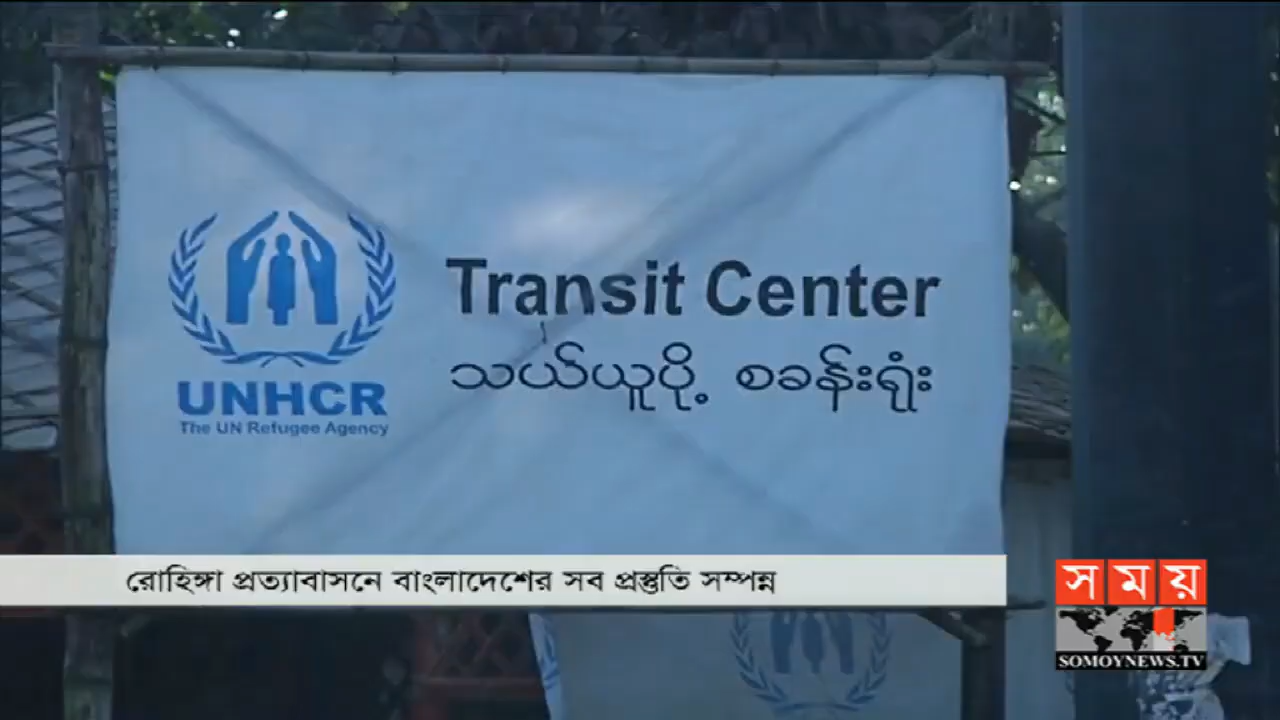 Transit Center
သယ်ယူပို့ စခန်းရုံး
UNHCR
The UN Refugee Agency
রোহিঙ্গা প্রত্যাবাসনে বাংলাদেশের সব প্রস্তুতি সম্পন্ন
সময়
SOMOYNEWS.TV